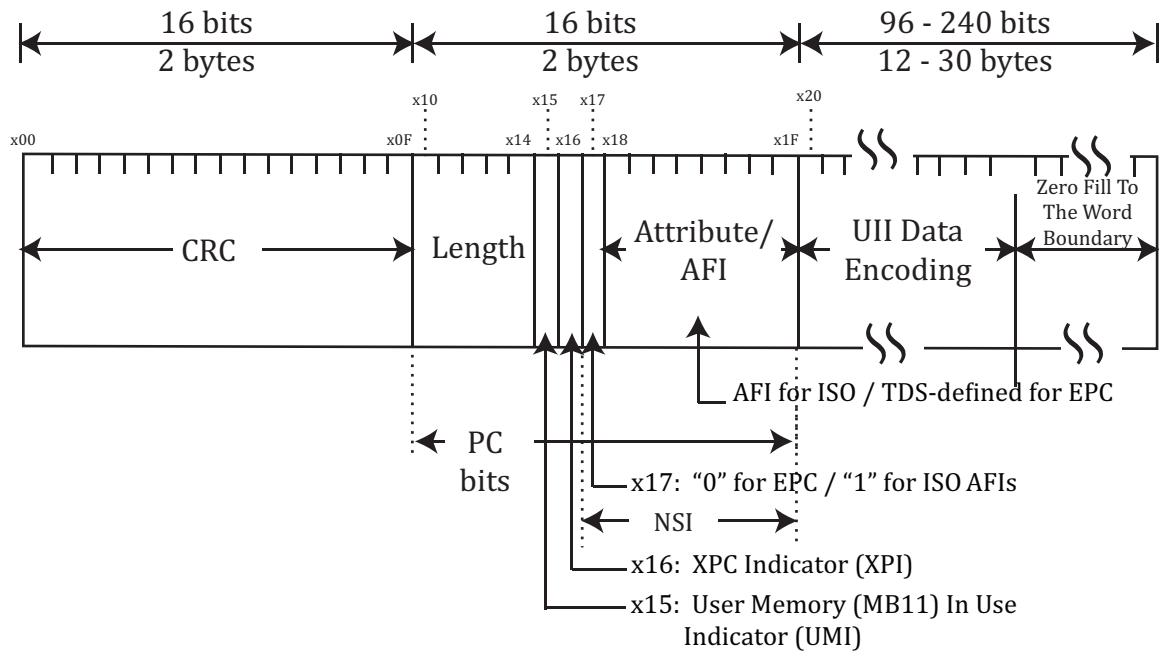 16 bits
2 bytes
16 bits
2 bytes
96 - 240 bits
12 - 30 bytes
x10
x15
x17
x20
x00
x0F
x14
x16
x18
x1F
CRC
Length
Attribute/
AFI
UII Data
Encoding
Zero Fill To
The Word
Boundary
AFI for ISO / TDS-defined for EPC
PC
bits
x17: “0” for EPC / “1” for ISO AFIs
NSI
x16: XPC Indicator (XPI)
x15: User Memory (MB11) In Use
Indicator (UMI)